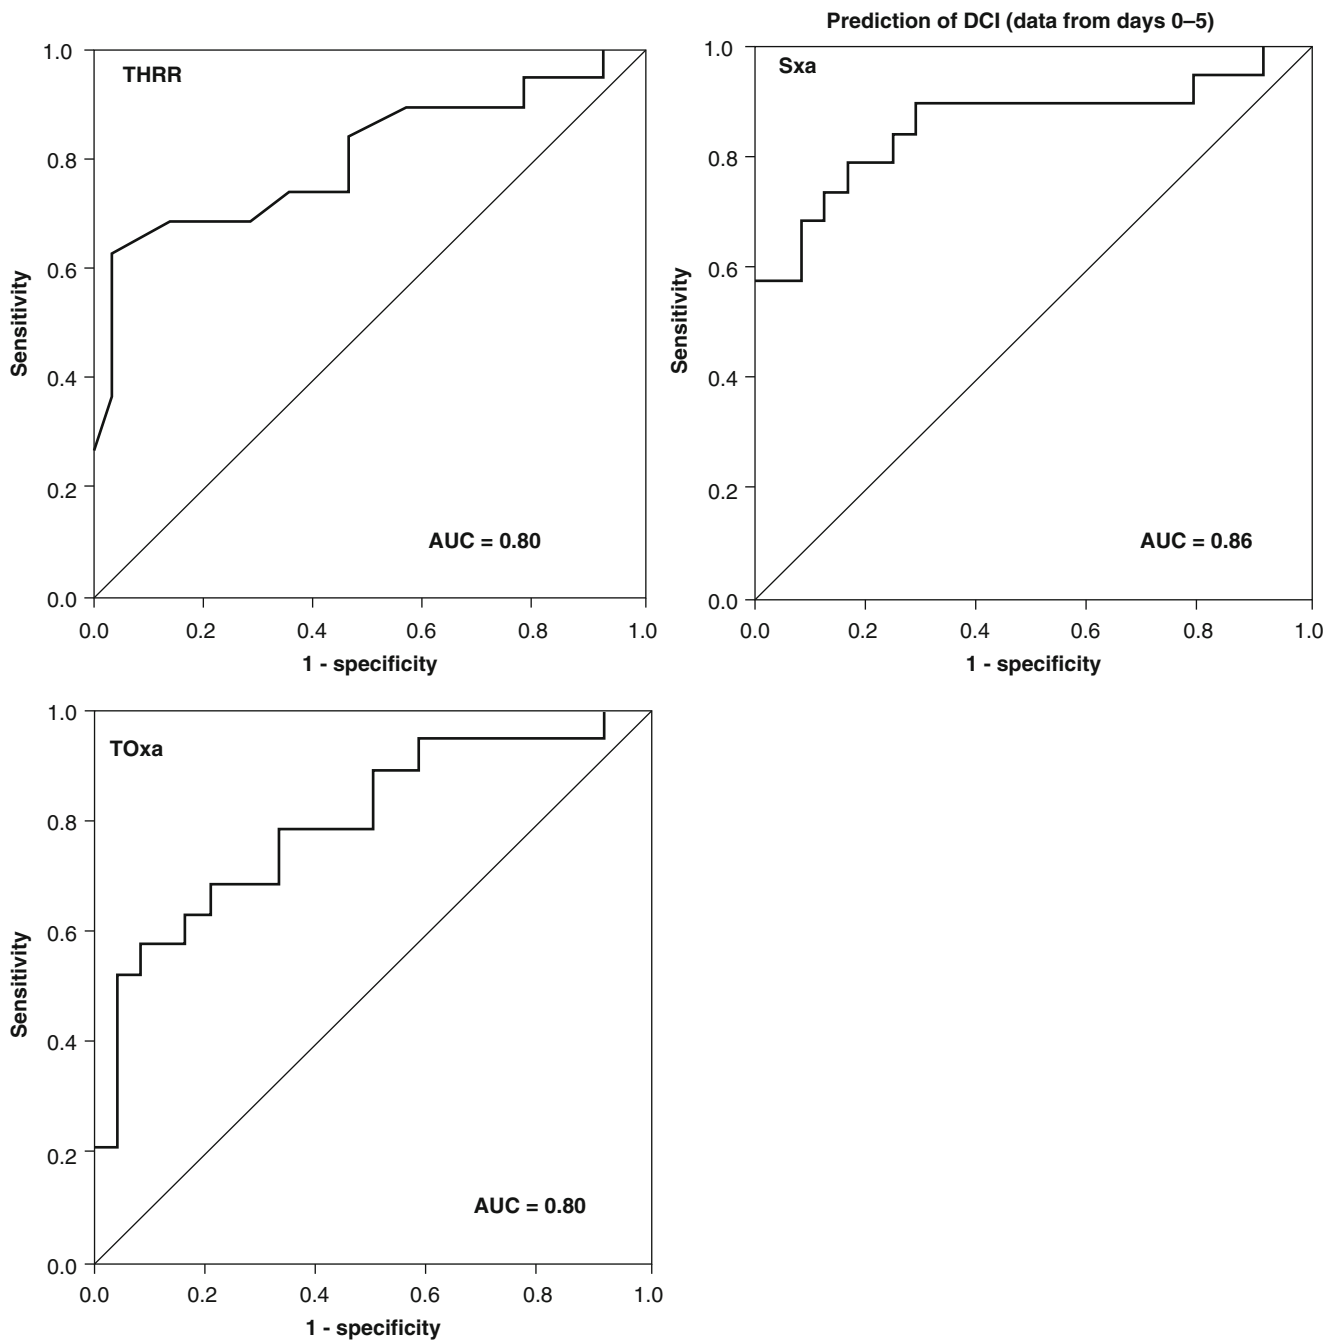 Prediction of DCI (data from days 0–5)
THRR
1.0
0.8
0.6
0.4
0.2
0.0
Sensitivity
AUC = 0.80
0.0 0.2 0.4 0.6 0.8 1.0
1 - specificity
Sxa
1.0
0.8
0.6
0.4
0.2
0.0
Sensitivity
AUC = 0.86
0.0 0.2 0.4 0.6 0.8 1.0
1 - specificity
TOxa
1.0
0.8
0.6
0.4
0.2
0.0
Sensitivity
AUC = 0.80
0.0 0.2 0.4 0.6 0.8 1.0
1 - specificity